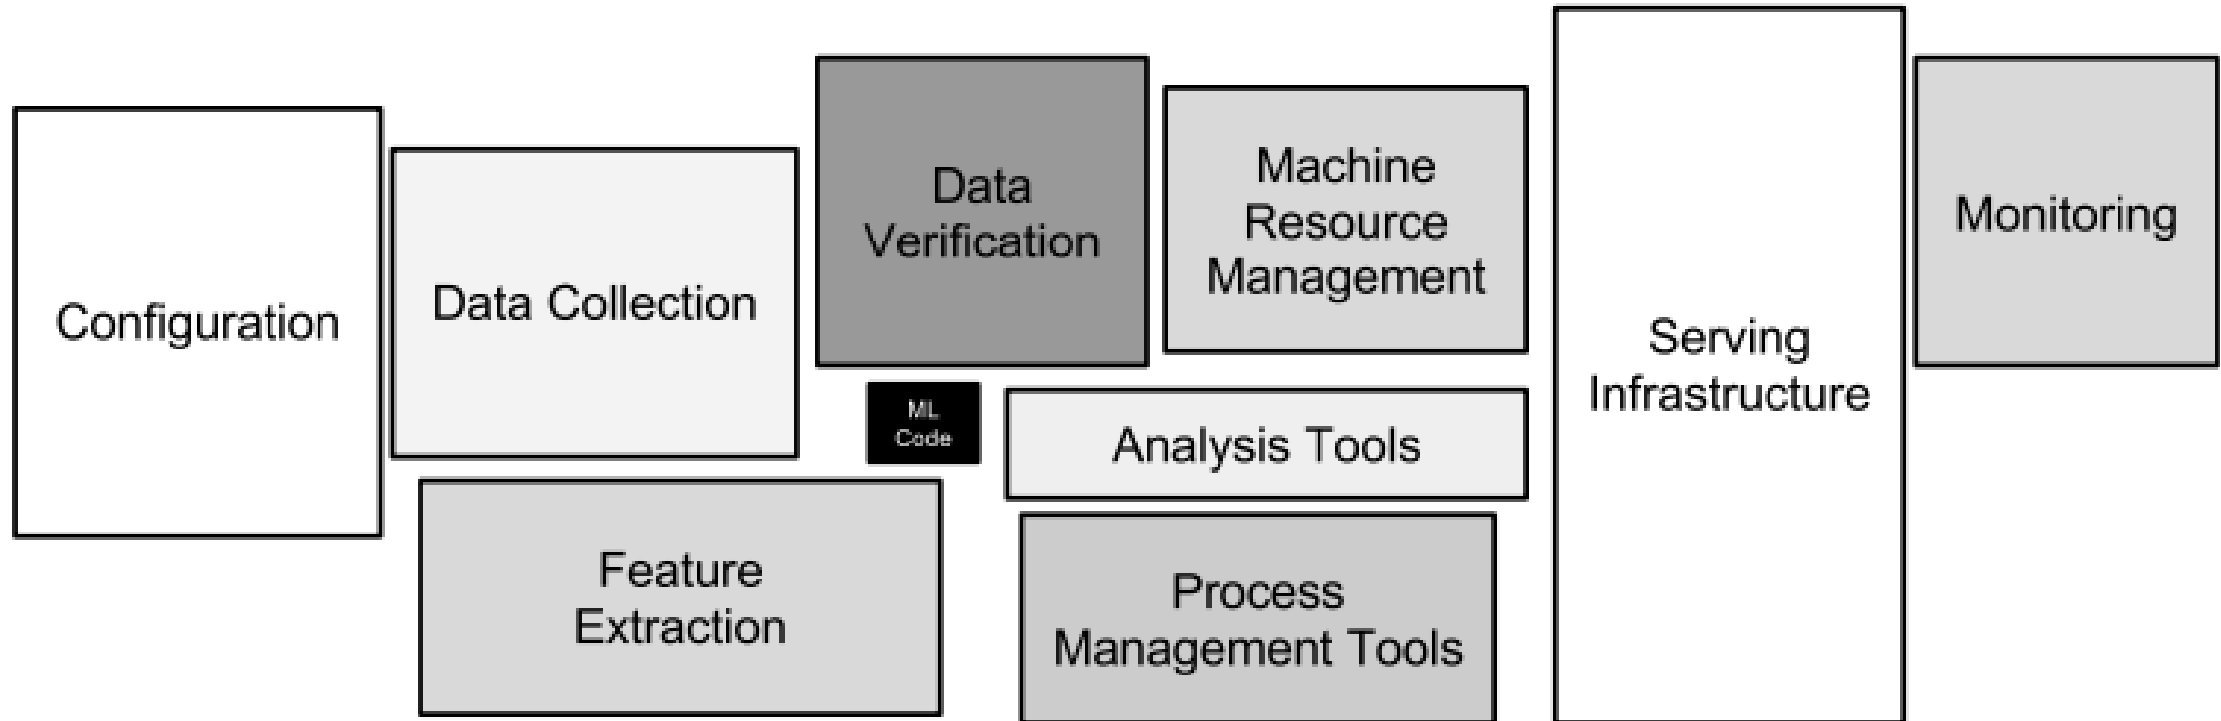 Configuration
Data Collection
Feature
Extraction
Data
Verification
ML
Code
Machine
Resource
Management
Analysis Tools
Process
Management Tools
Serving
Infrastructure
Monitoring